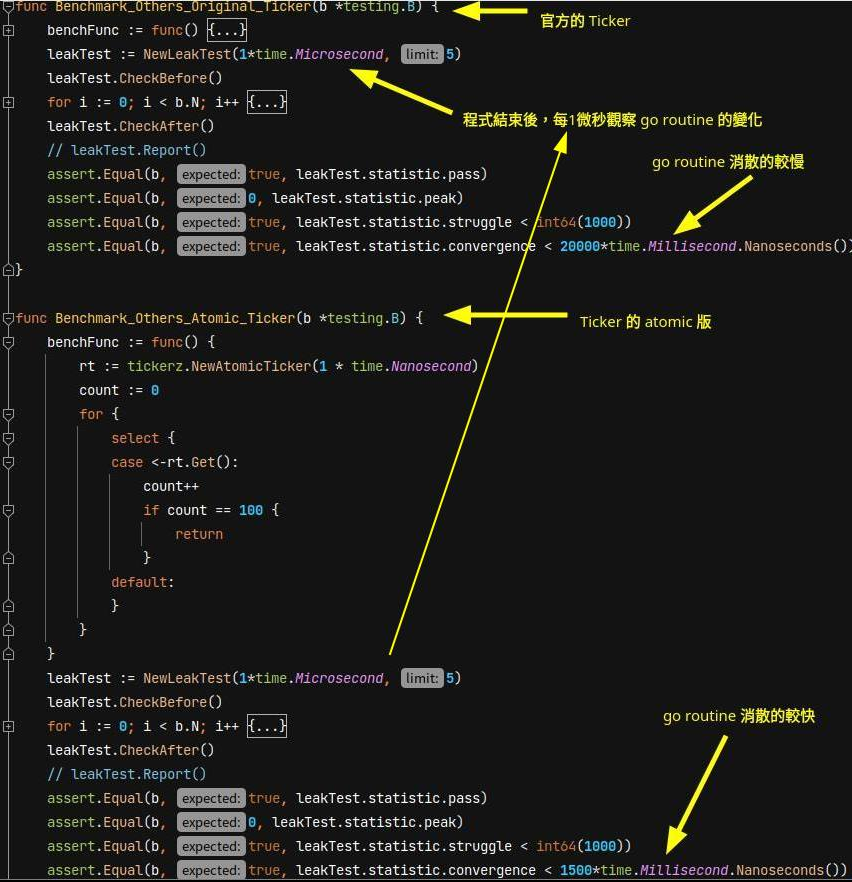 func Benchmark_Others_Original_Ticker(b *testing.B) {
官方的 Ticker
benchFunc := func() {...}
leakTest := NewLeakTest(1*time.Microsecond, limit: 5)
leakTest.CheckBefore()
for i := 0; i < b.N; i++ {...}
程式結束後，每1微秒觀察 go routine 的變化
leakTest.CheckAfter()
// leakTest.Report()
go routine 消散的較慢
assert.Equal(b, expected: true, leakTest.statistic.pass)
assert.Equal(b, expected: 0, leakTest.statistic.peak)
assert.Equal(b, expected: true, leakTest.statistic.struggle < int64(1000))
assert.Equal(b, expected: true, leakTest.statistic.convergence < 20000*time.Millisecond.Nanoseconds())
}
func Benchmark_Others_Atomic_Ticker(b *testing.B) {
Ticker 的 atomic 版
benchFunc := func() {
rt := tickerz.NewAtomicTicker(1 * time.Nanosecond)
count := 0
for {
select {
case <-rt.Get():
count++
if count == 100 {
return
}
default:
}
}
}
leakTest := NewLeakTest(1*time.Microsecond, limit: 5)
leakTest.CheckBefore()
go routine 消散的較快
for i := 0; i < b.N; i++ {...}
leakTest.CheckAfter()
// leakTest.Report()
assert.Equal(b, expected: true, leakTest.statistic.pass)
assert.Equal(b, expected: 0, leakTest.statistic.peak)
assert.Equal(b, expected: true, leakTest.statistic.struggle < int64(1000))
assert.Equal(b, expected: true, leakTest.statistic.convergence < 1500*time.Millisecond.Nanoseconds())